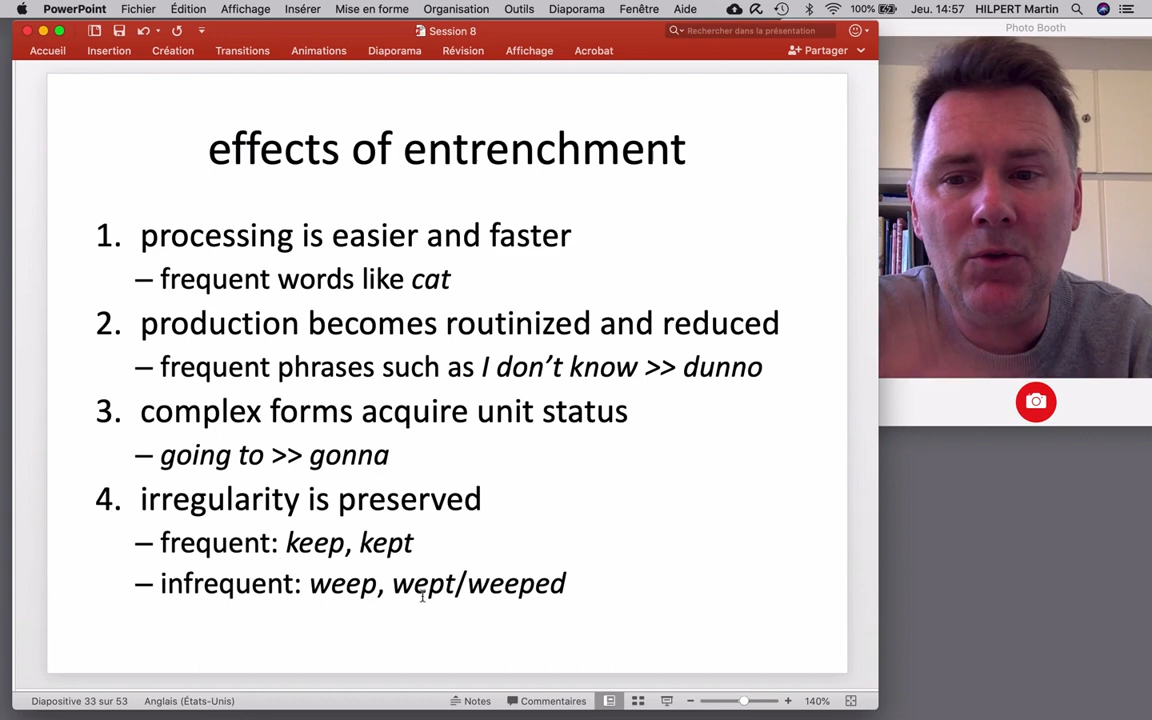 PowerPoint Fichier Édition Affichage Insérer Mise en forme Organisation Outils Diaporama Fenêtre Aide 100% Jeu. 14:57 HILPERT Martin
Photo Booth
Session 8
Rechercher dans la présentation
Accueil Insertion Création Transitions Animations Diaporama Révision Affichage Acrobat Partager
effects of entrenchment
1. processing is easier and faster
– frequent words like cat
2. production becomes routinized and reduced
– frequent phrases such as I don’t know >> dunno
3. complex forms acquire unit status
– going to >> gonna
4. irregularity is preserved
– frequent: keep, kept
– infrequent: weep, wept/weeped
Diapositive 33 sur 53 Anglais (États-Unis) Notes Commentaires 140%